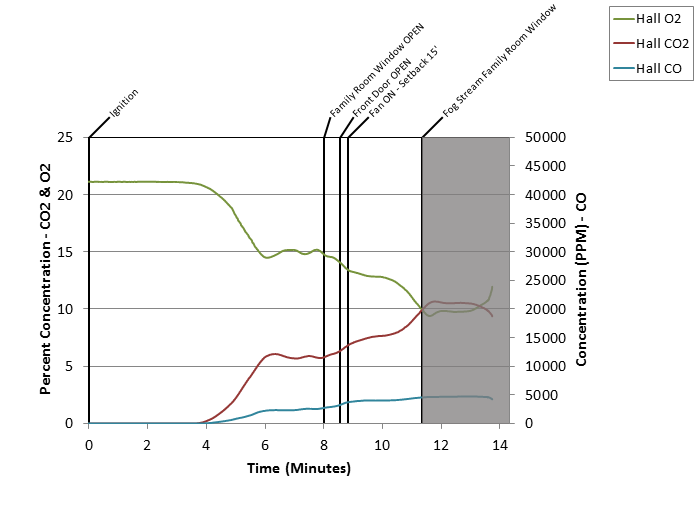 Hall O2
Hall CO2
Hall CO
Ignition
Family Room Window OPEN
Front Door OPEN
Fan ON - Setback 15'
Fog Stream Family Room Window
25
20
15
10
5
0
50000
45000
40000
35000
30000
25000
20000
15000
10000
5000
0
Percent Concentration - CO2 & O2
Concentration (PPM) - CO
0 2 4 6 8 10 12 14
Time (Minutes)